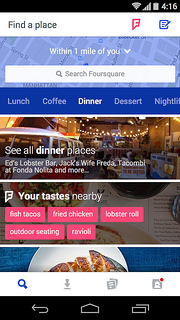 4:16
Find a place
MANHATTAN
Within 1 mile of you
Search Foursquare
Lunch Coffee Dinner Dessert Nightli
See all dinner places
Ed's Lobster Bar, Jack's Wife Freda, Tacombi
at Fonda Nolita and more...
Your tastes nearby
fish tacos fried chicken lobster roll
outdoor seating ravioli